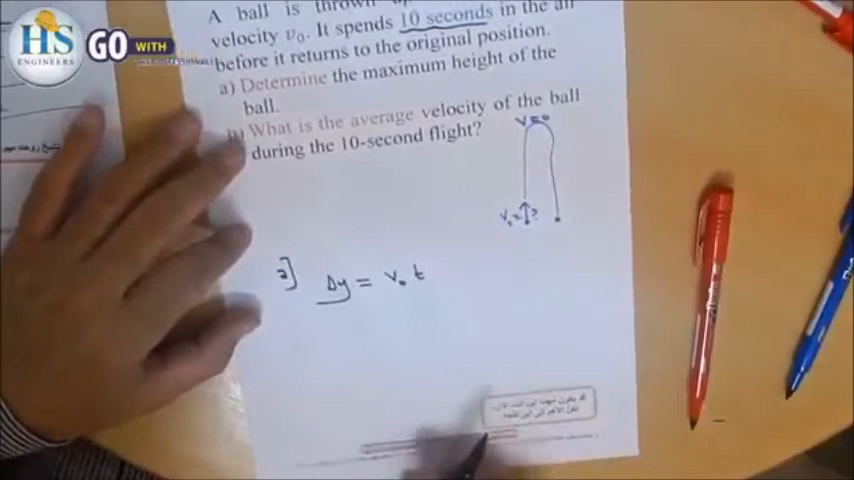 HS
ENGINEERS
GO WITH
A ball is thrown
velocity v₀. It spends 10 seconds in the air
before it returns to the original position.
a) Determine the maximum height of the
ball.
b) What is the average velocity of the ball
during the 10-second flight?
V=0
V₀=?
a] Δy = V₀ t